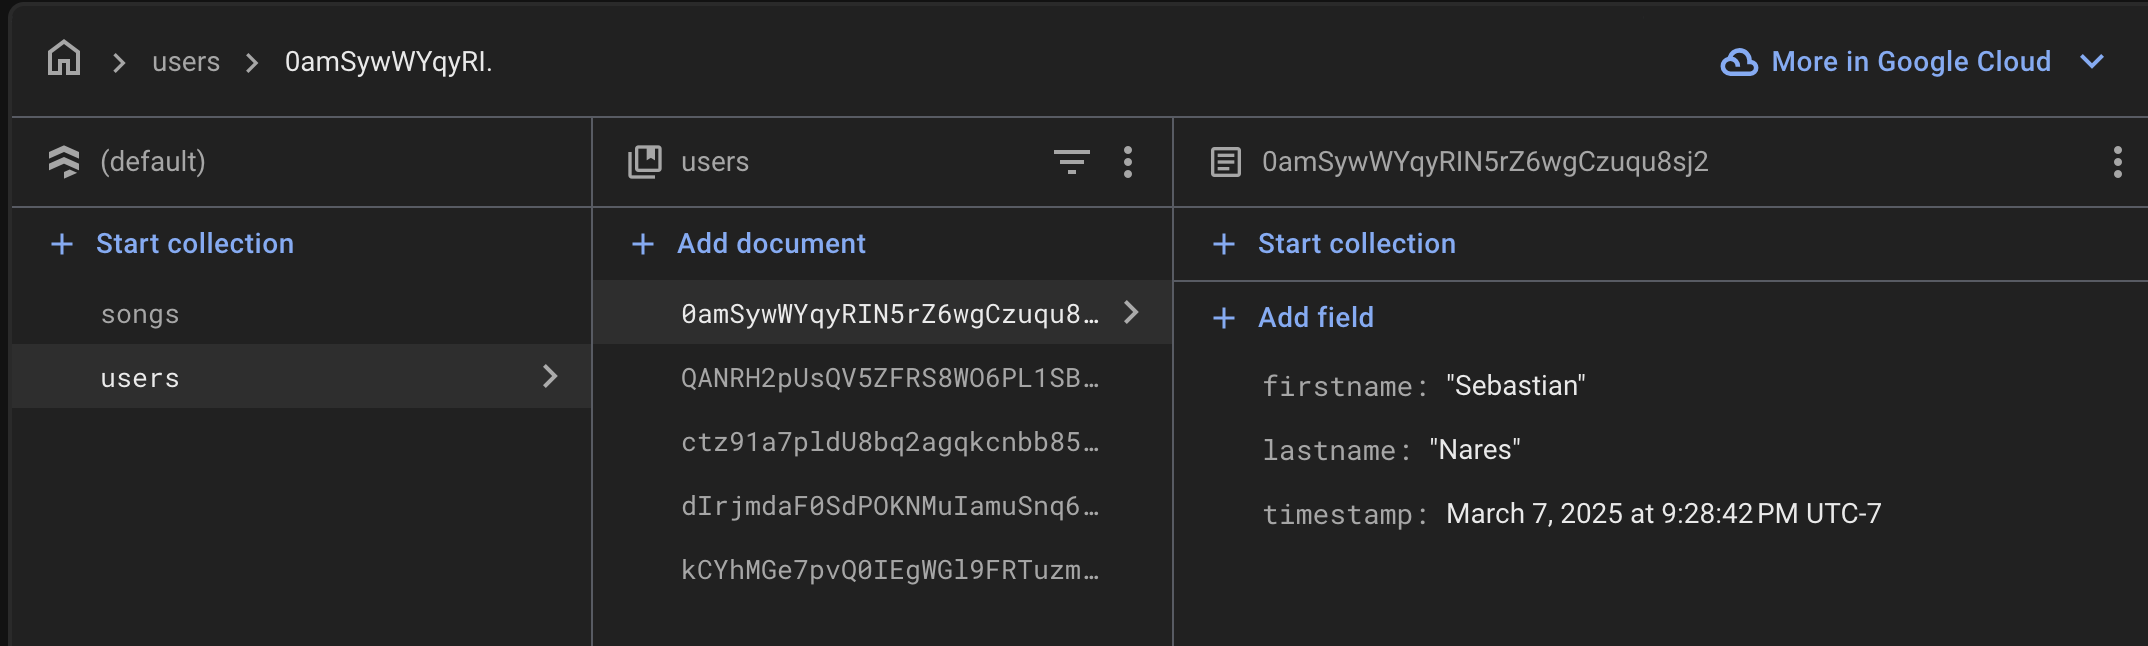 users 0amSywWYqyRI.
More in Google Cloud
(default)
users
0amSywWYqyRIN5rZ6wgCzuqu8sj2
Start collection
Add document
Start collection
songs
users
0amSywWYqyRIN5rZ6wgCzuqu8…
QANRH2pUsQV5ZFRS8WO6PL1SB…
ctz91a7pldU8bq2agqkcnbb85…
dIrjmdaF0SdPOKNMuIamuSnq6…
kCYhMGe7pvQ0IEgWGl9FRTuzm…
Add field
firstname: "Sebastian"
lastname: "Nares"
timestamp: March 7, 2025 at 9:28:42 PM UTC-7